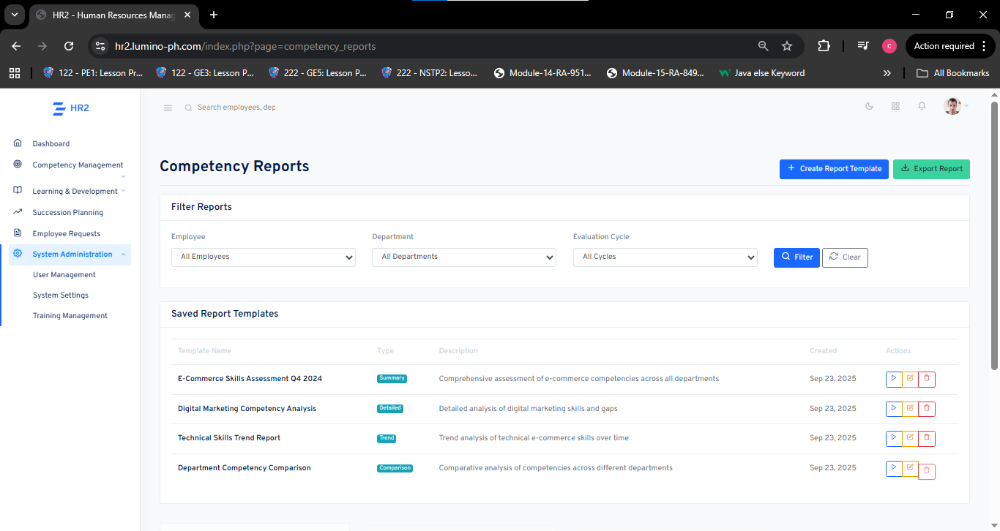 HR2 - Human Resources Manag
hr2.lumino-ph.com/index.php?page=competency_reports
C
Action required
122 - PE1: Lesson Pr...
122 - GE3: Lesson P...
222 - GE5: Lesson P...
222 - NSTP2: Lesso...
Module-14-RA-951...
Module-15-RA-849...
Java else Keyword
All Bookmarks
HR2
Search employees, dep
Dashboard
Competency Management
Learning & Development
Succession Planning
Employee Requests
System Administration
User Management
System Settings
Training Management
Competency Reports
Create Report Template
Export Report
Filter Reports
Employee
Department
Evaluation Cycle
All Employees
All Departments
All Cycles
Filter
Clear
Saved Report Templates
Template Name Type Description Created Actions
E-Commerce Skills Assessment Q4 2024 Summary Comprehensive assessment of e-commerce competencies across all departments Sep 23, 2025
Digital Marketing Competency Analysis Detailed Detailed analysis of digital marketing skills and gaps Sep 23, 2025
Technical Skills Trend Report Trend Trend analysis of technical e-commerce skills over time Sep 23, 2025
Department Competency Comparison Comparison Comparative analysis of competencies across different departments Sep 23, 2025